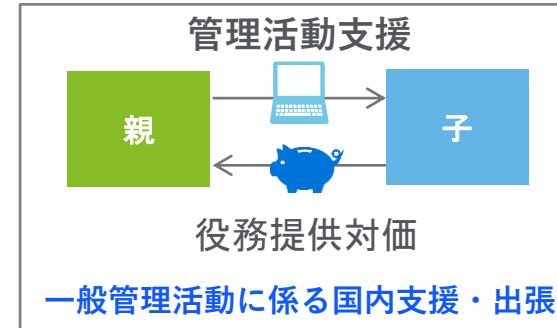 管理活動支援
親
子
役務提供対価
一般管理活動に係る国内支援・出張